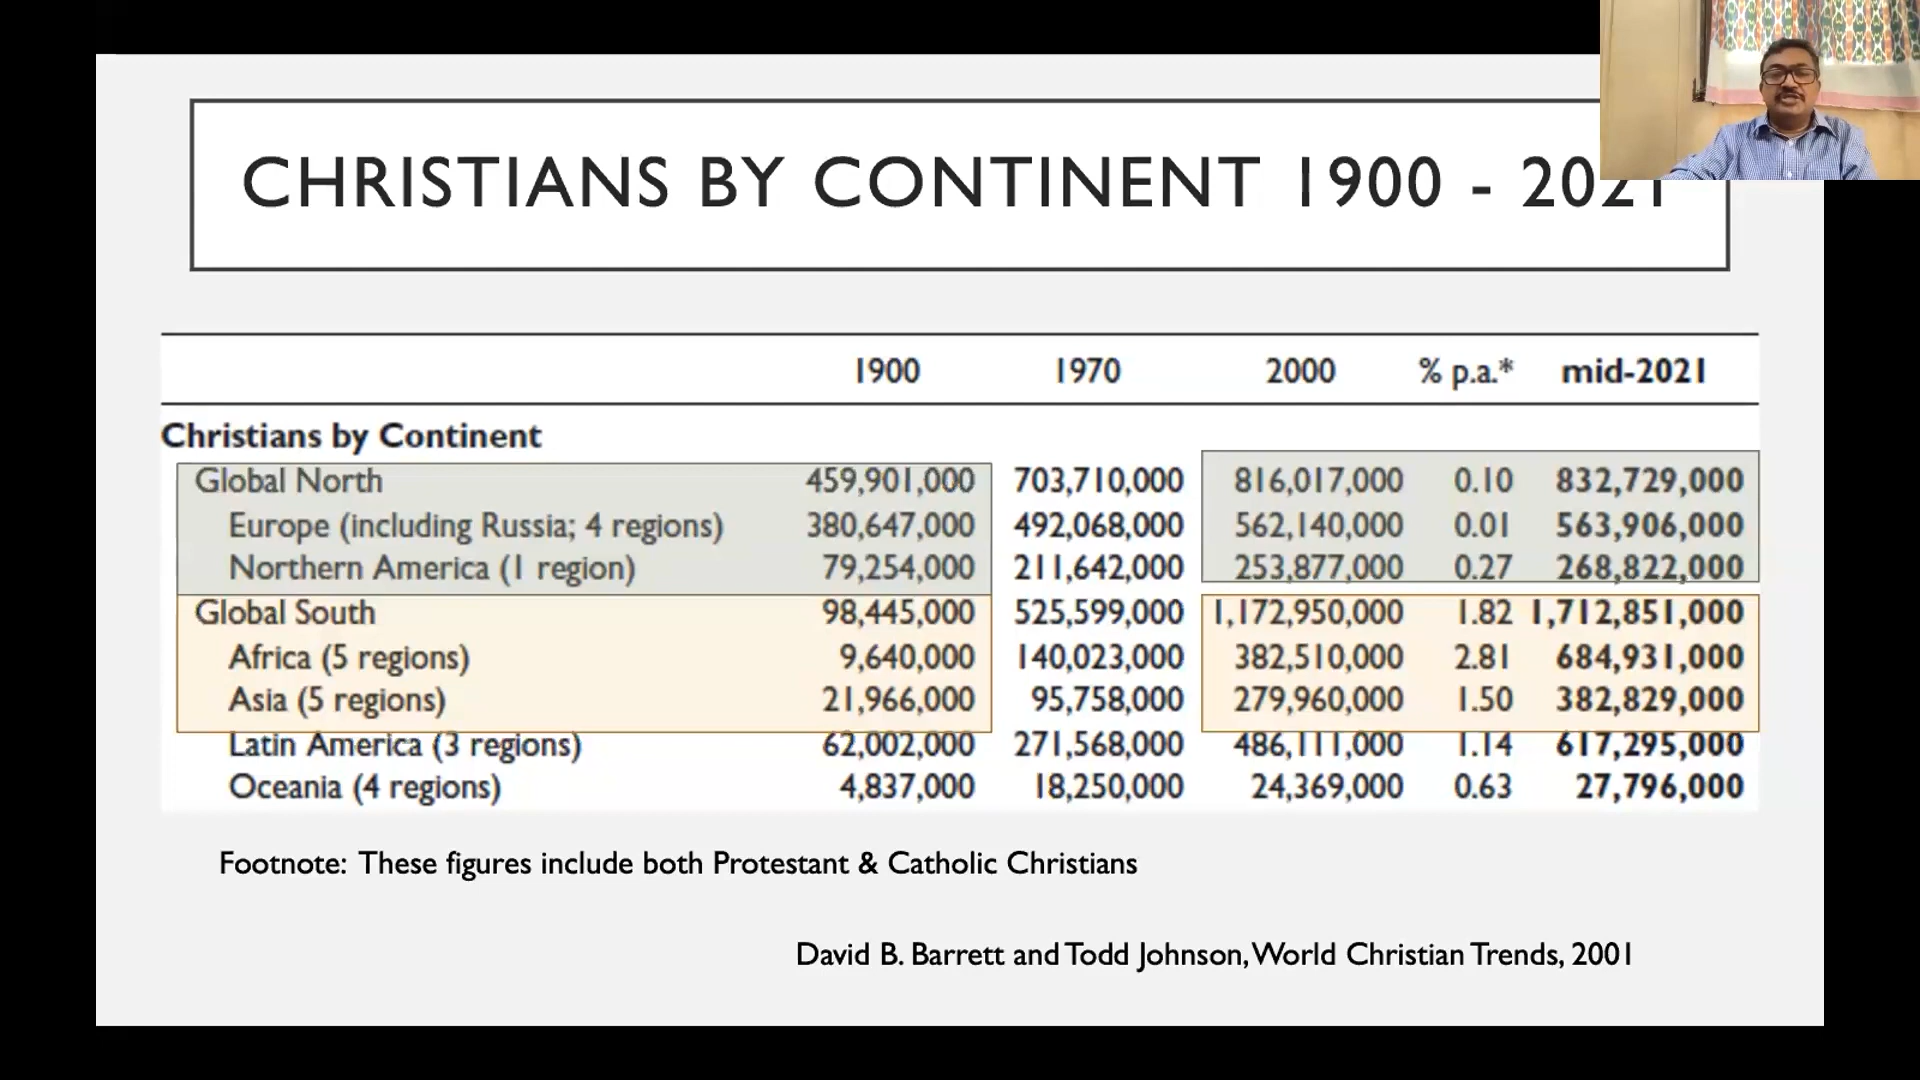 CHRISTIANS BY CONTINENT 1900 - 2021
1900 1970 2000 % p.a.* mid-2021
Christians by Continent
Global North 459,901,000 703,710,000 816,017,000 0.10 832,729,000
Europe (including Russia; 4 regions) 380,647,000 492,068,000 562,140,000 0.01 563,906,000
Northern America (1 region) 79,254,000 211,642,000 253,877,000 0.27 268,822,000
Global South 98,445,000 525,599,000 1,172,950,000 1.82 1,712,851,000
Africa (5 regions) 9,640,000 140,023,000 382,510,000 2.81 684,931,000
Asia (5 regions) 21,966,000 95,758,000 279,960,000 1.50 382,829,000
Latin America (3 regions) 62,002,000 271,568,000 486,111,000 1.14 617,295,000
Oceania (4 regions) 4,837,000 18,250,000 24,369,000 0.63 27,796,000
Footnote: These figures include both Protestant & Catholic Christians
David B. Barrett and Todd Johnson, World Christian Trends, 2001